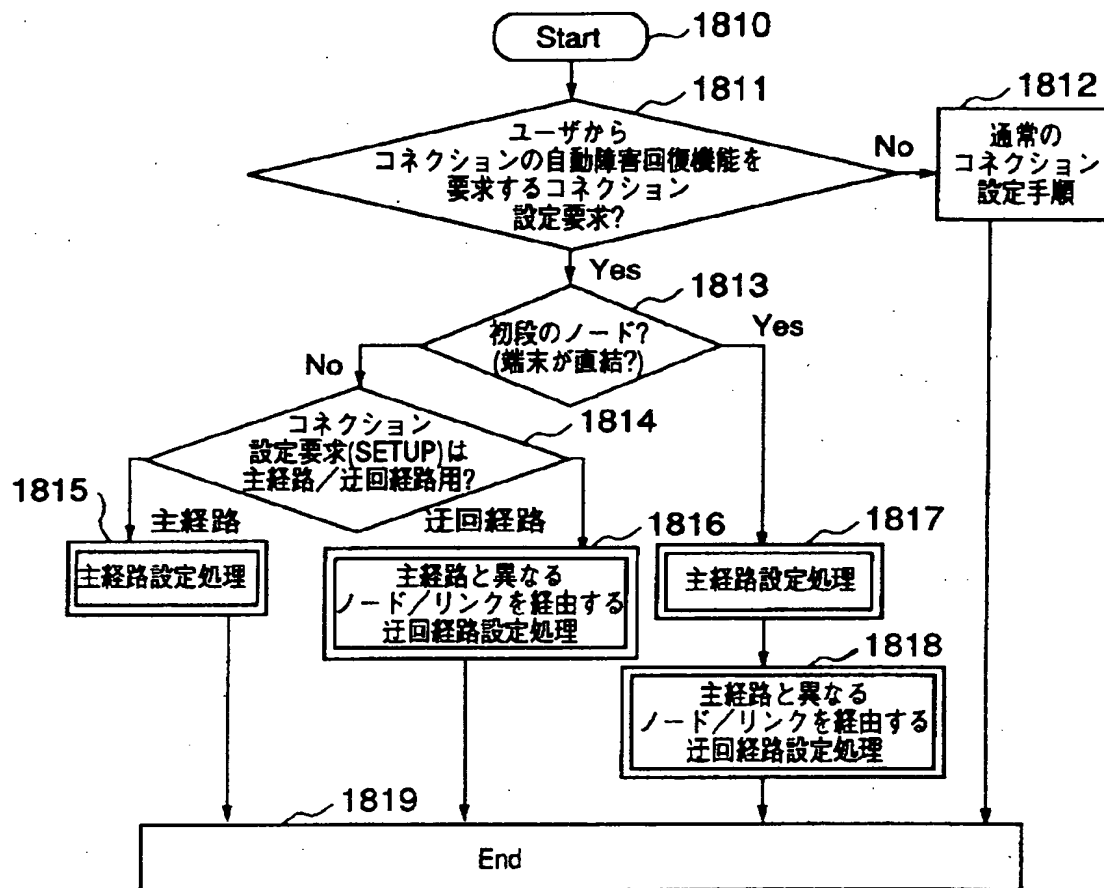 Start
1810
1811
ユーザから
コネクションの自動障害回復機能を
要求するコネクション
設定要求?
No
1812
通常の
コネクション
設定手順
Yes
1813
初段のノード?
(端末が直結?)
Yes
No
1814
コネクション
設定要求(SETUP)は
主経路/迂回経路用?
1815
主経路
主経路設定処理
迂回経路
1816
主経路と異なる
ノード/リンクを経由する
迂回経路設定処理
1817
主経路設定処理
1818
主経路と異なる
ノード/リンクを経由する
迂回経路設定処理
1819
End